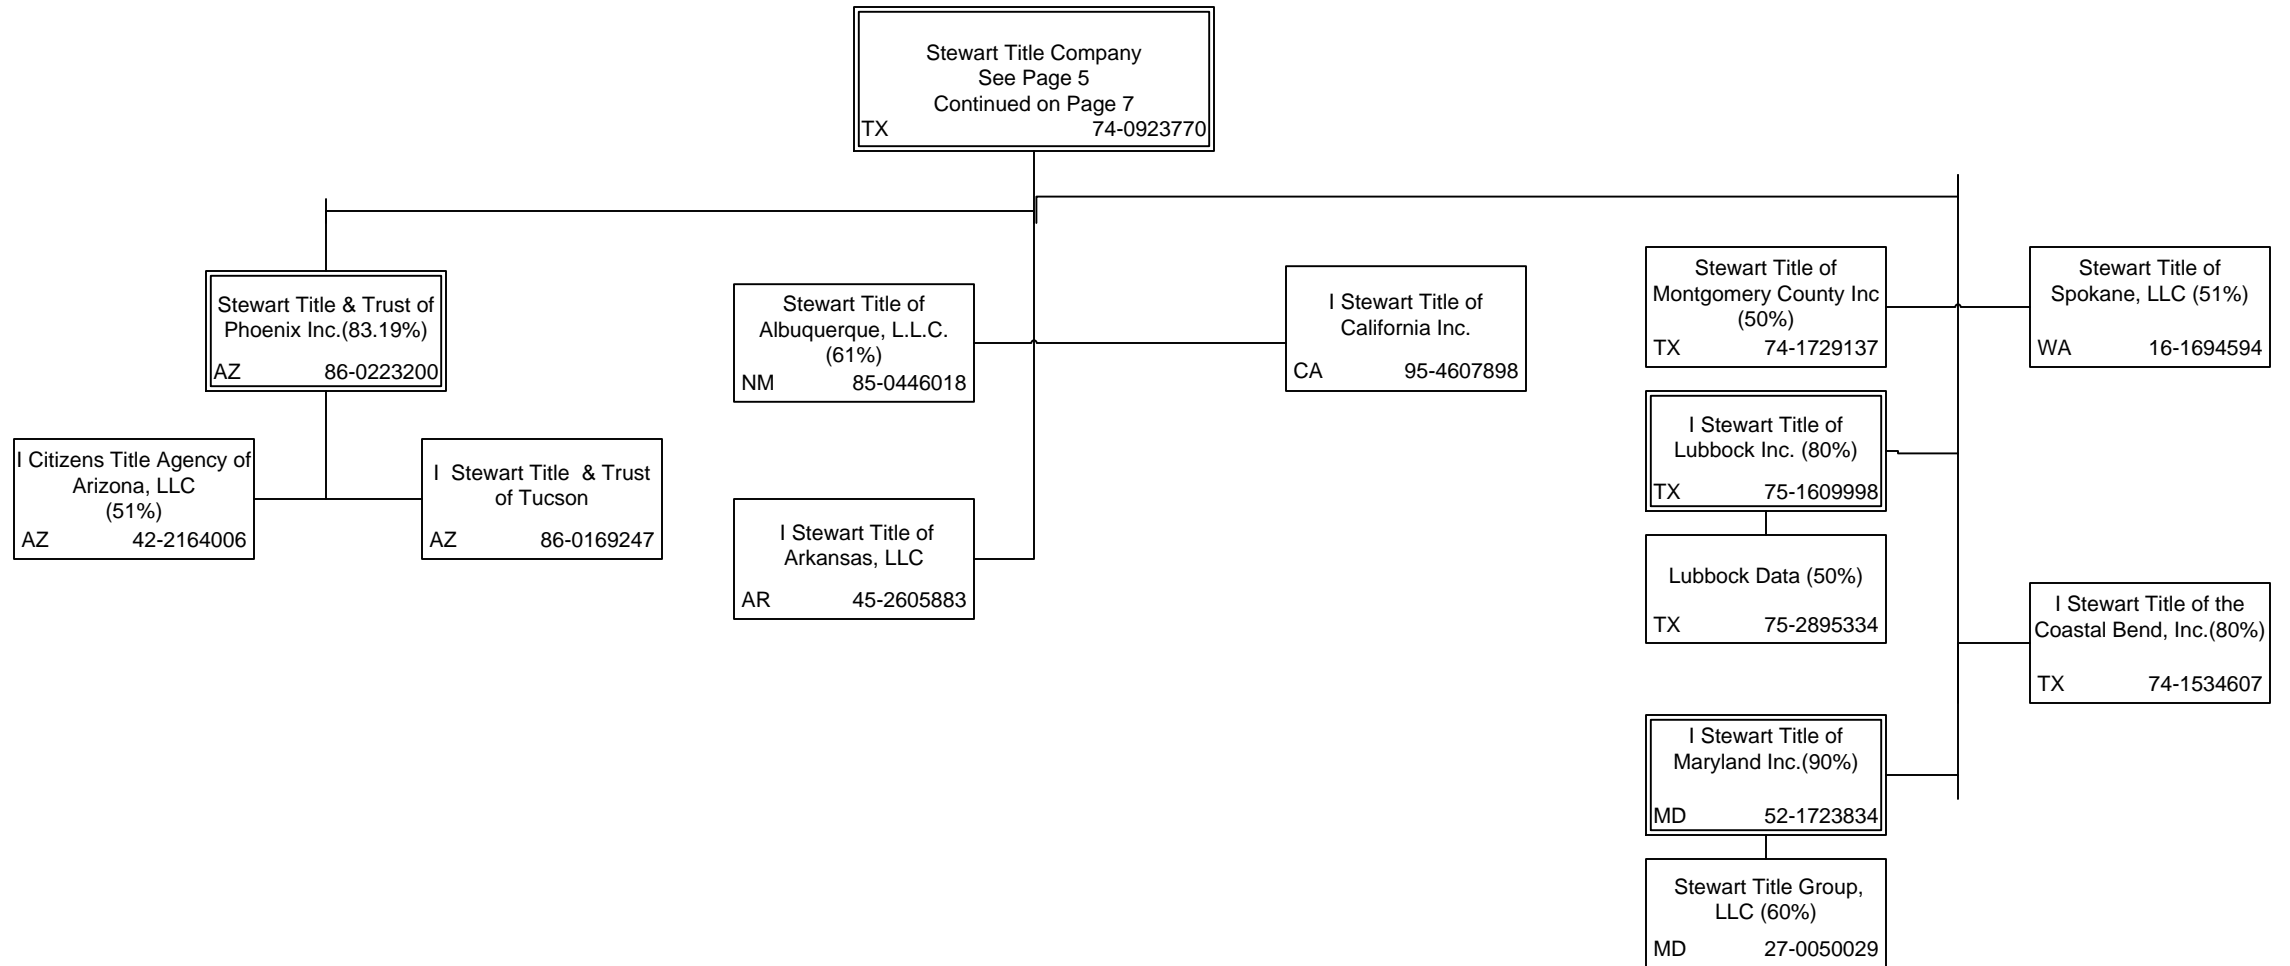 Stewart Title Company
See Page 5
Continued on Page 7
TX 74-0923770
Stewart Title & Trust of
Phoenix Inc.(83.19%)
AZ 86-0223200
I Citizens Title Agency of
Arizona, LLC
(51%)
AZ 42-2164006
I Stewart Title & Trust
of Tucson
AZ 86-0169247
Stewart Title of
Albuquerque, L.L.C.
(61%)
NM 85-0446018
I Stewart Title of
California Inc.
CA 95-4607898
I Stewart Title of
Arkansas, LLC
AR 45-2605883
Stewart Title of
Montgomery County Inc
(50%)
TX 74-1729137
Stewart Title of
Spokane, LLC (51%)
WA 16-1694594
I Stewart Title of
Lubbock Inc. (80%)
TX 75-1609998
Lubbock Data (50%)
TX 75-2895334
I Stewart Title of the
Coastal Bend, Inc.(80%)
TX 74-1534607
I Stewart Title of
Maryland Inc.(90%)
MD 52-1723834
Stewart Title Group,
LLC (60%)
MD 27-0050029